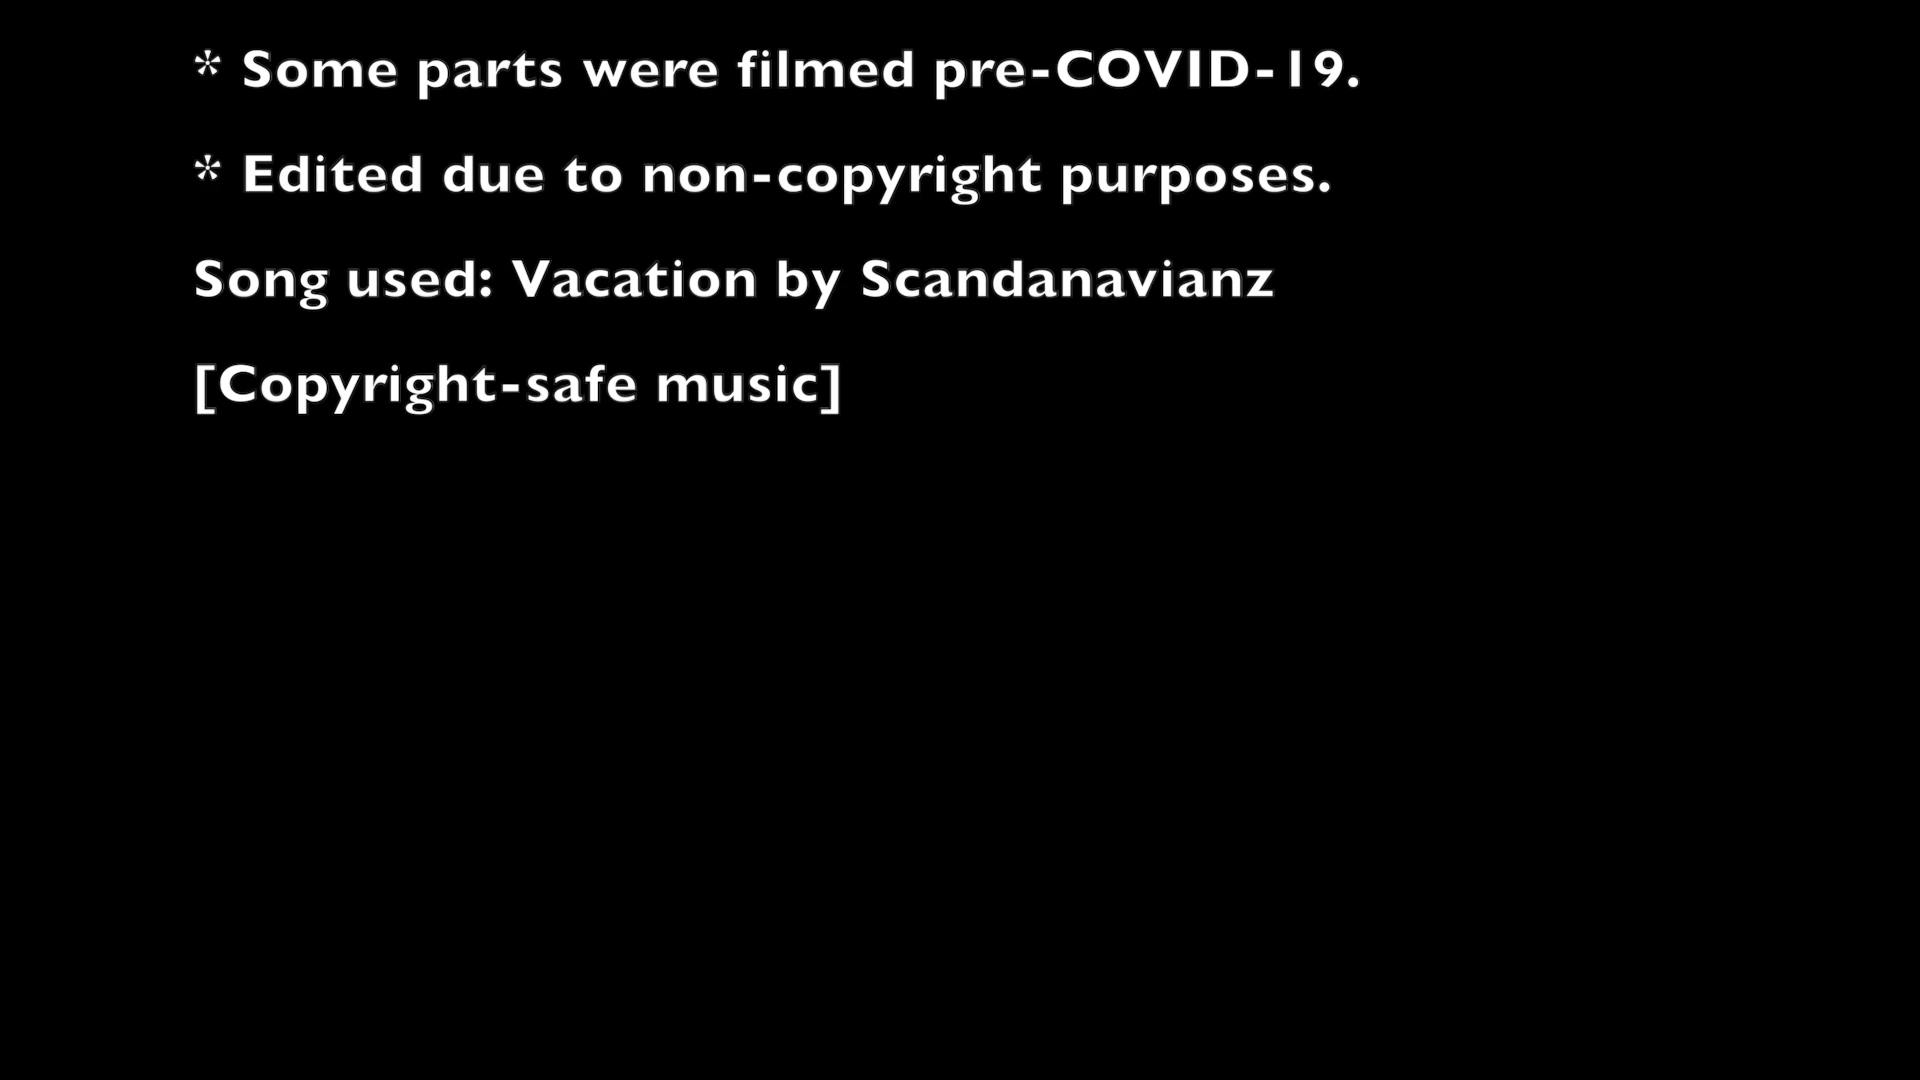 * Some parts were filmed pre-COVID-19.
* Edited due to non-copyright purposes.
Song used: Vacation by Scandanavianz
[Copyright-safe music]